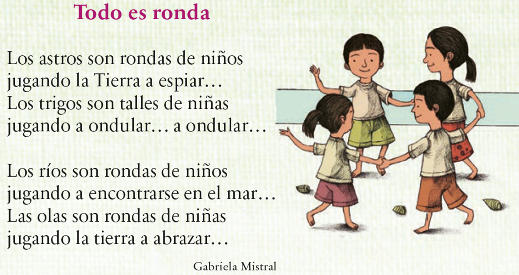 Todo es ronda
Los astros son rondas de niños
jugando la Tierra a espiar…
Los trigos son talles de niñas
jugando a ondular… a ondular…
Los ríos son rondas de niños
jugando a encontrarse en el mar…
Las olas son rondas de niñas
jugando la tierra a abrazar…
Gabriela Mistral